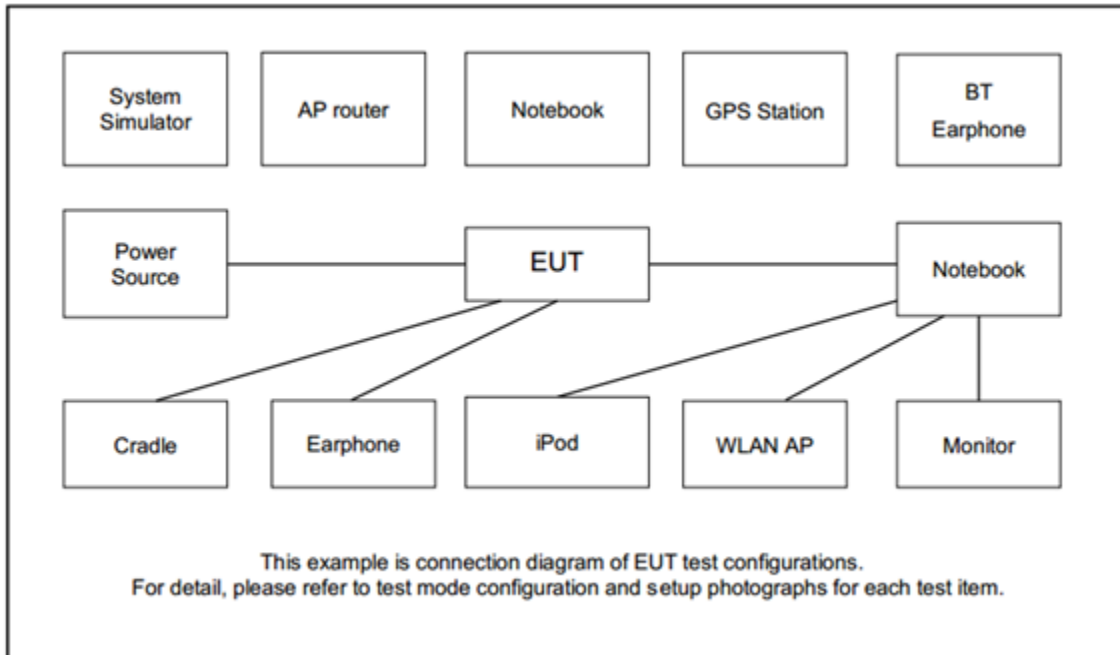 System
Simulator
AP router
Notebook
GPS Station
BT
Earphone
Power
Source
EUT
Notebook
Cradle
Earphone
iPod
WLAN AP
Monitor
This example is connection diagram of EUT test configurations.
For detail, please refer to test mode configuration and setup photographs for each test item.